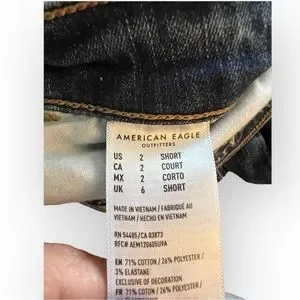 AMERICAN EAGLE
OUTFITTERS
US 2 SHORT
CA 2 COURT
MX 2 CORTO
UK 6 SHORT
MADE IN VIETNAM / FABRIQUÉ AU
VIETNAM / HECHO EN VIETNAM
RN 54485/CA 03873
RFC# AEM120605U9A
EN 71% COTTON / 26% POLYESTER /
3% ELASTANE
EXCLUSIVE OF DECORATION
FR 71% COTON / 26% POLYESTER /